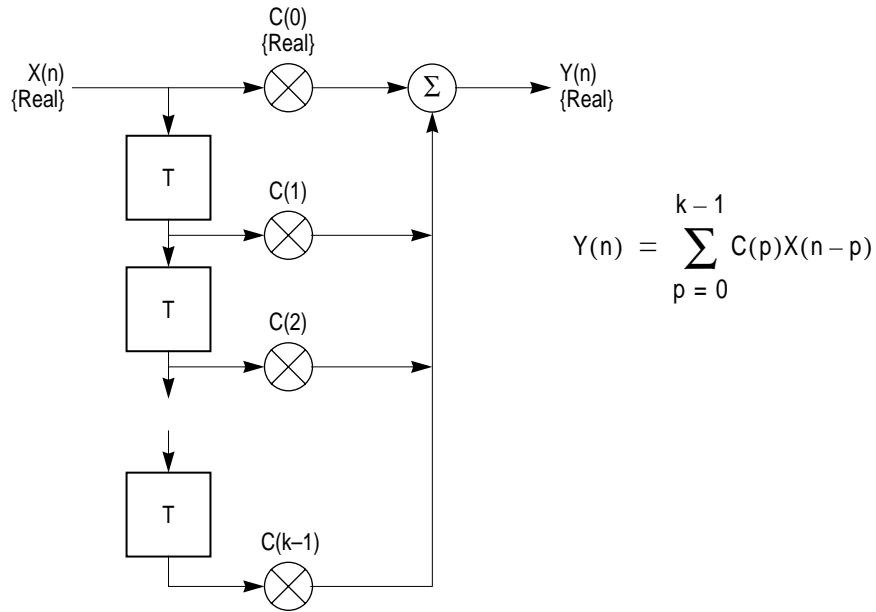 C(0)
{Real}
X(n)
{Real}
Σ
Y(n)
{Real}
T
C(1)
k – 1
Y(n) = ∑ C(p)X(n – p)
p = 0
T
C(2)
T
C(k–1)